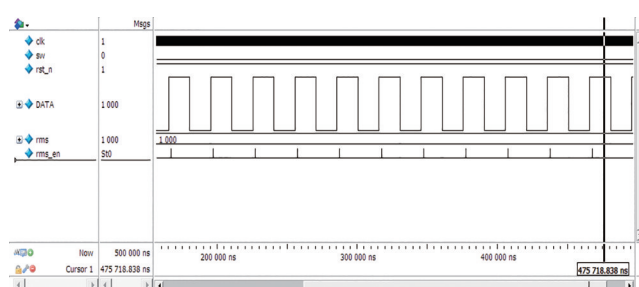 Msgs
clk 1
sw 0
rst_n 1
DATA 1 000
rms 1 000 1 000
rms_en St0
Now 500 000 ns 200 000 ns 300 000 ns 400 000 ns
Cursor 1 475 718.838 ns 475 718.838 ns